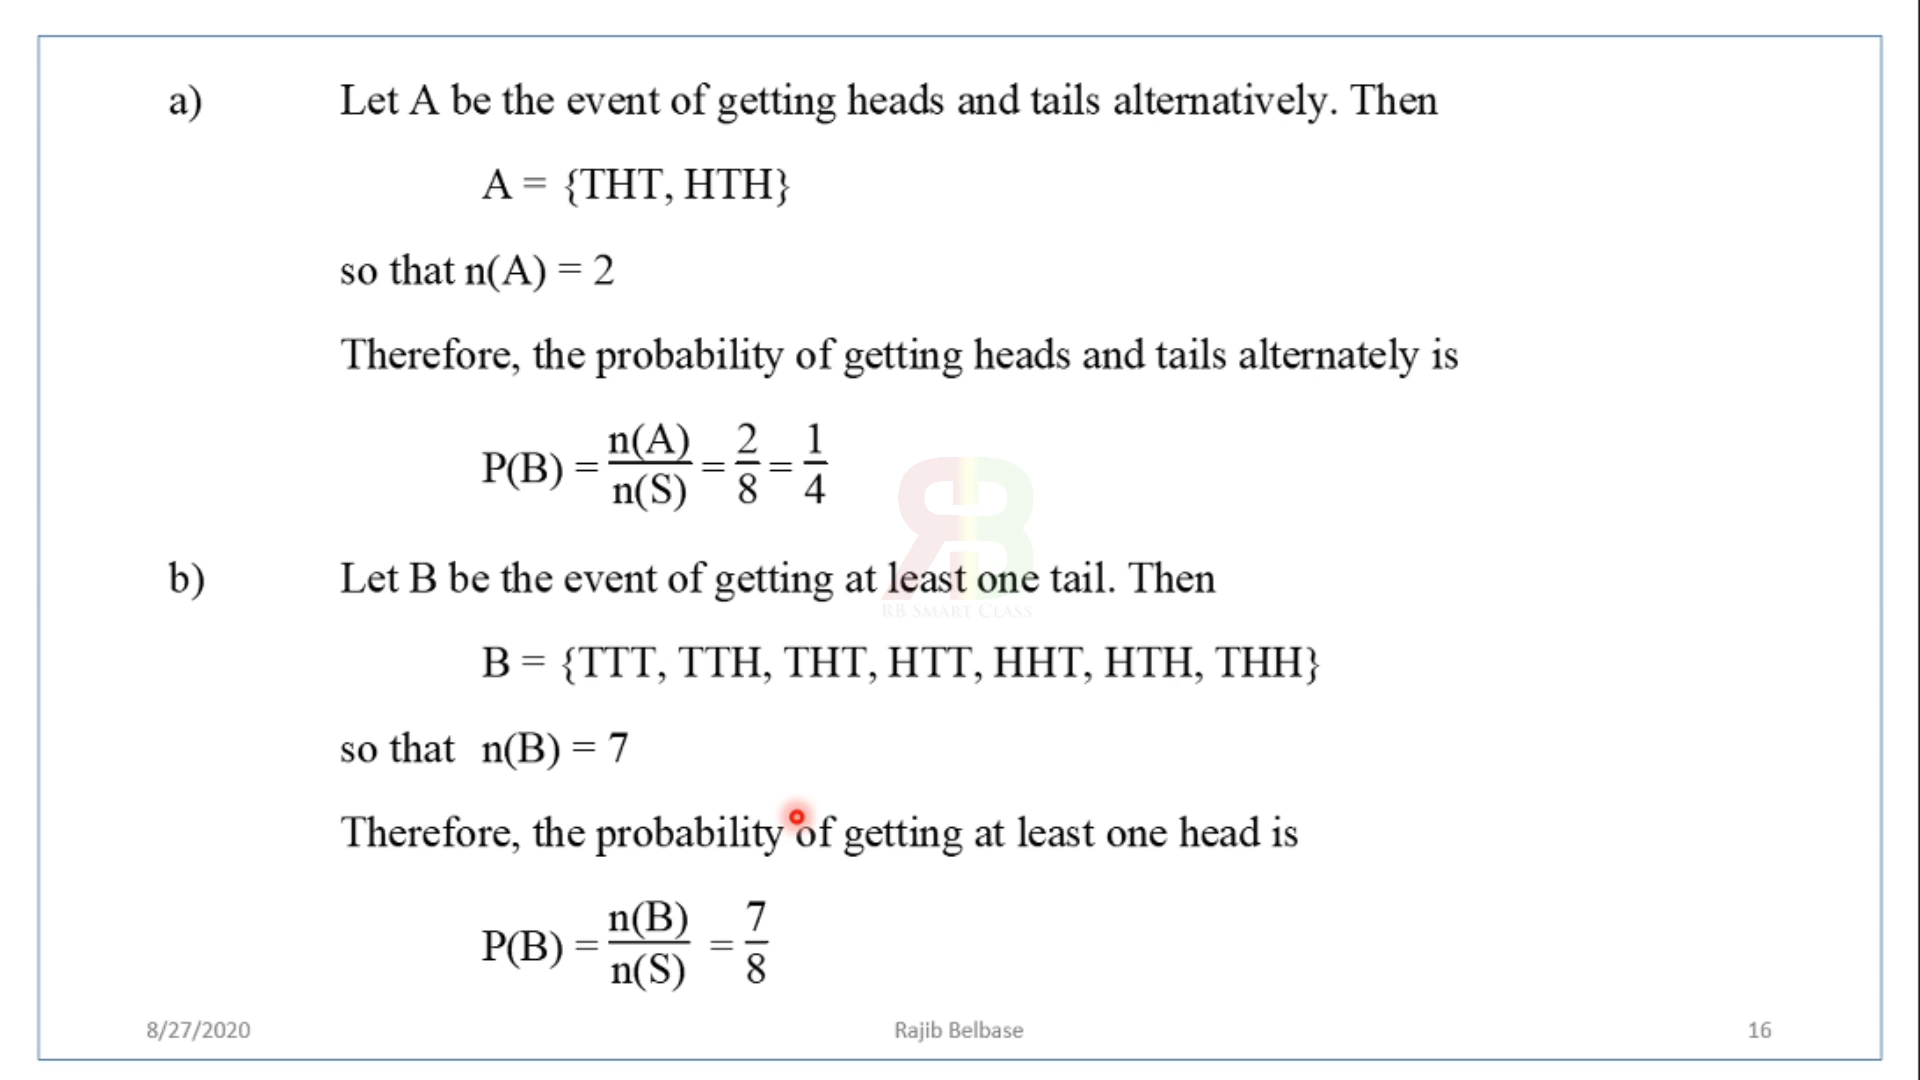 a) Let A be the event of getting heads and tails alternatively. Then
A = {THT, HTH}
so that n(A) = 2
Therefore, the probability of getting heads and tails alternately is
P(B) = n(A)/n(S) = 2/8 = 1/4
b) Let B be the event of getting at least one tail. Then
RB SMART CLASS
B = {TTT, TTH, THT, HTT, HHT, HTH, THH}
so that n(B) = 7
Therefore, the probability of getting at least one head is
P(B) = n(B)/n(S) = 7/8
8/27/2020 Rajib Belbase 16